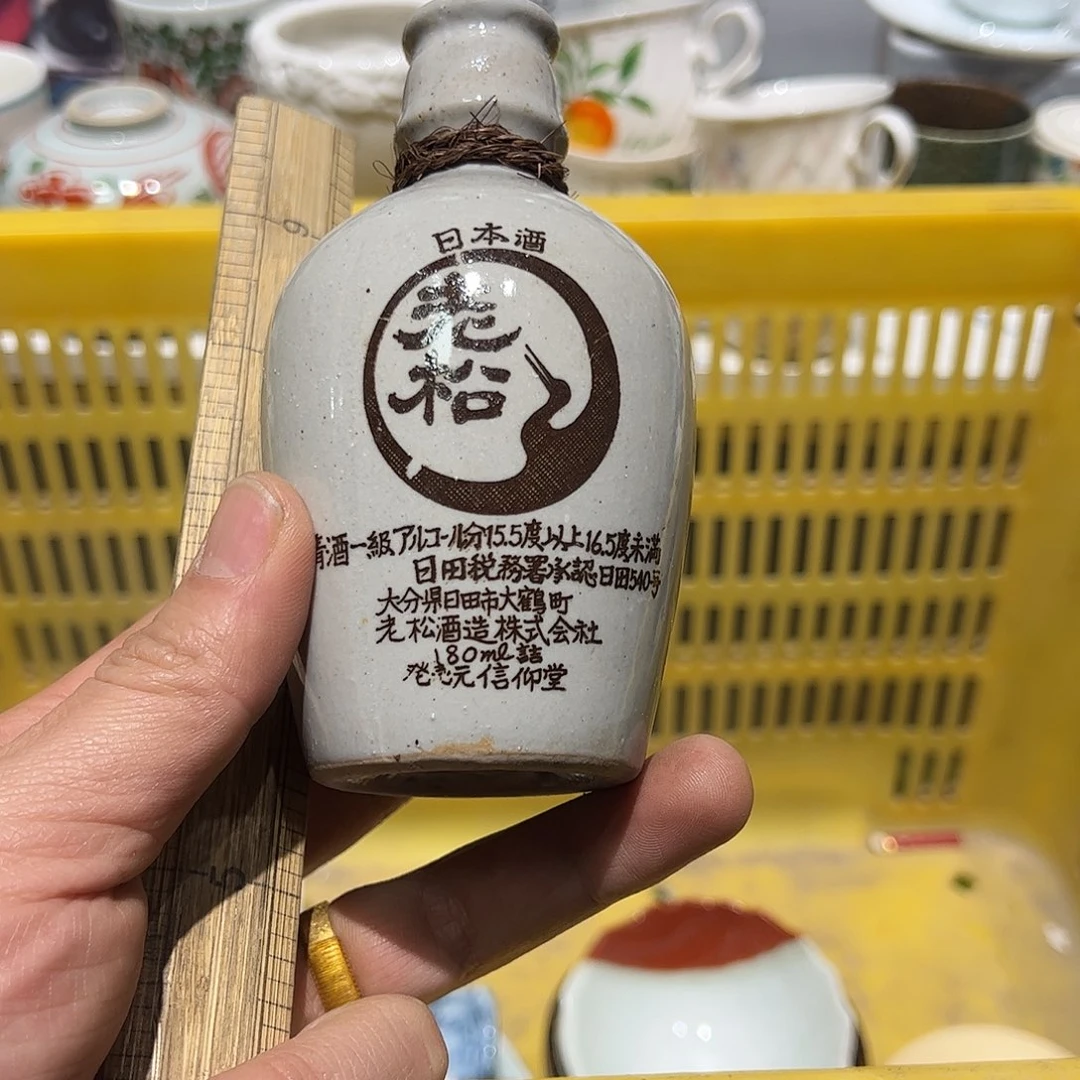 日本酒
老松
清酒一級アルコール分15.5度以上16.5度未満
日田税務署承認日田540号
大分県日田市大鶴町
老松酒造株式会社
180ml詰
発売元信仰堂
9
5